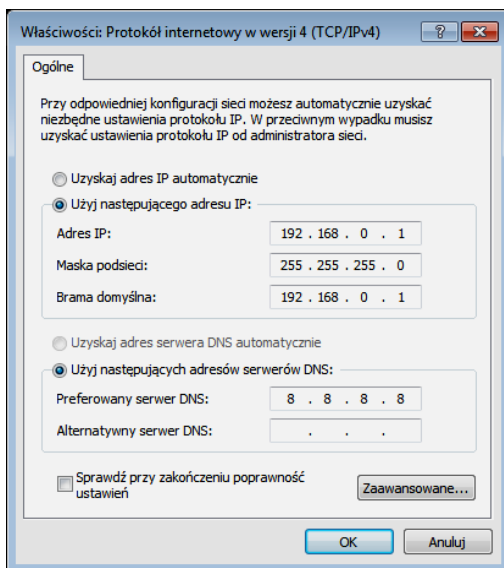 Właściwości: Protokół internetowy w wersji 4 (TCP/IPv4)
Ogólne
Przy odpowiedniej konfiguracji sieci możesz automatycznie uzyskać
niezbędne ustawienia protokołu IP. W przeciwnym wypadku musisz
uzyskać ustawienia protokołu IP od administratora sieci.
Uzyskaj adres IP automatycznie
Użyj następującego adresu IP:
Adres IP: 192 . 168 . 0 . 1
Maska podsieci: 255 . 255 . 255 . 0
Brama domyślna: 192 . 168 . 0 . 1
Uzyskaj adres serwera DNS automatycznie
Użyj następujących adresów serwerów DNS:
Preferowany serwer DNS: 8 . 8 . 8 . 8
Alternatywny serwer DNS: . . .
Sprawdź przy zakończeniu poprawność
ustawień
Zaawansowane...
OK Anuluj